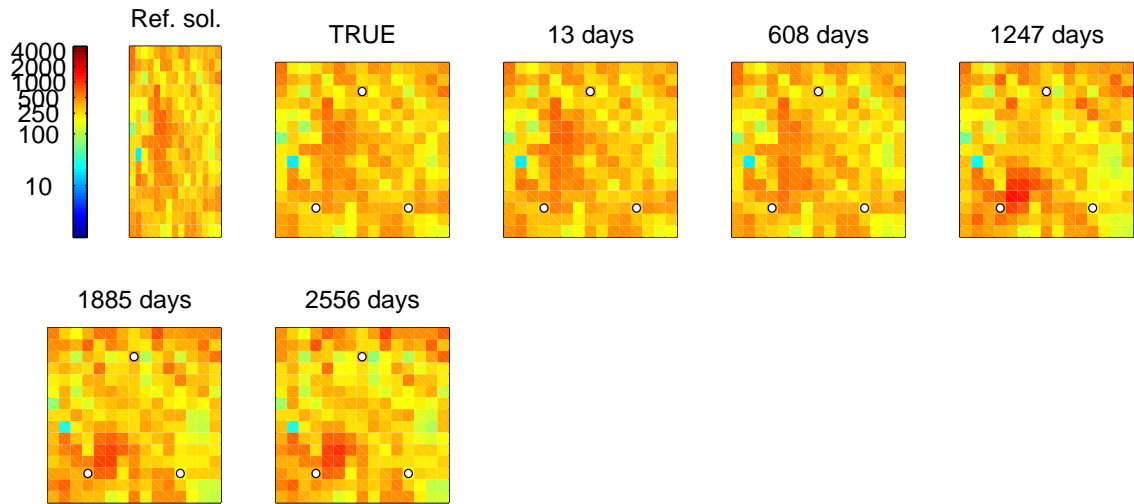 Ref. sol.
TRUE
13 days
608 days
1247 days
4000
2000
1000
500
250
100
10
1885 days
2556 days